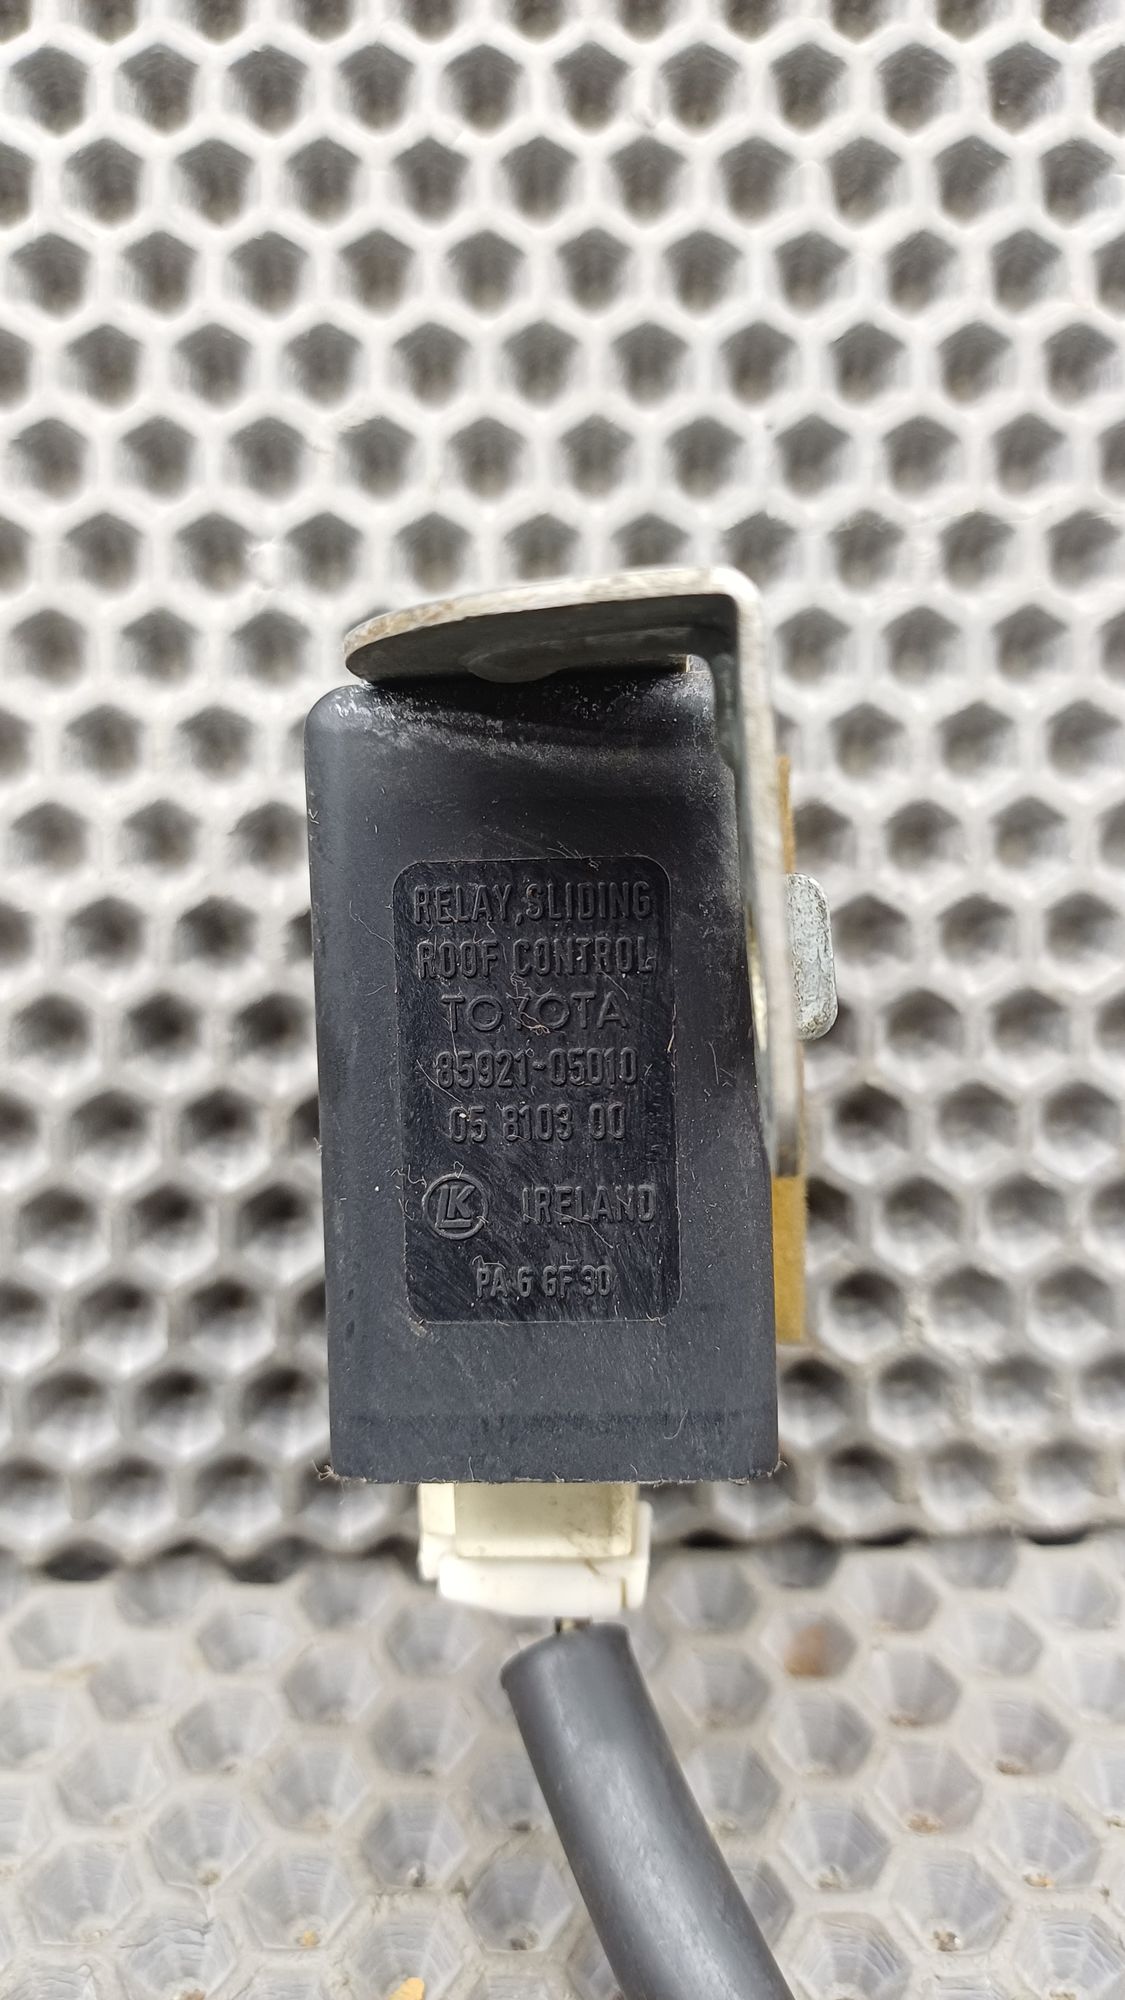 RELAY,SLIDING
ROOF CONTROL
TOYOTA
85921-05010
05 8103 00
LK IRELAND
PA 6 GF 30